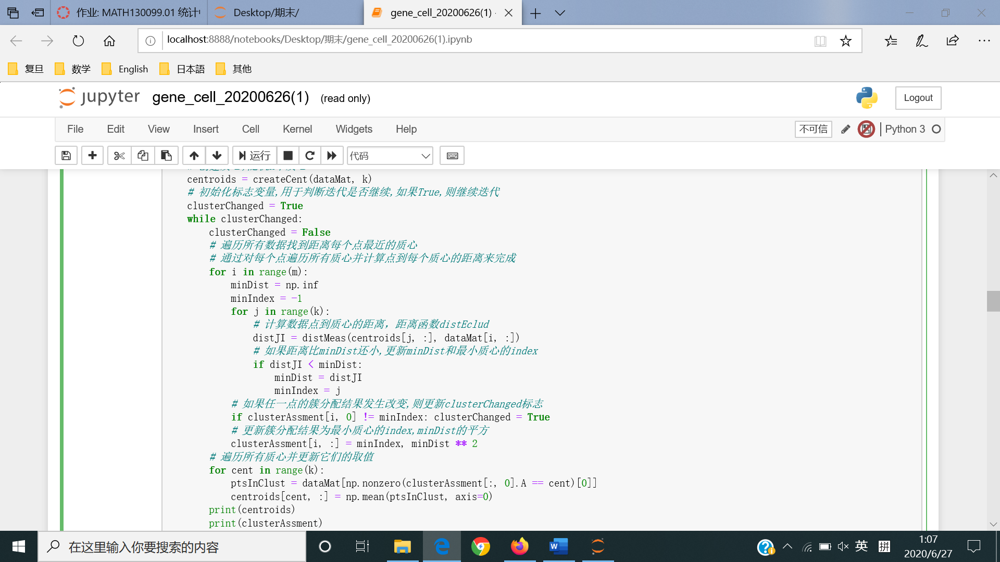 作业: MATH130099.01 统计
Desktop/期末/
gene_cell_20200626(1)
localhost:8888/notebooks/Desktop/期末/gene_cell_20200626(1).ipynb
复旦 数学 English 日本語 其他
jupyter gene_cell_20200626(1) (read only) Logout
File Edit View Insert Cell Kernel Widgets Help 不可信 Python 3
运行 代码
centroids = createCent(dataMat, k)
# 初始化标志变量,用于判断迭代是否继续,如果True,则继续迭代
clusterChanged = True
while clusterChanged:
clusterChanged = False
# 遍历所有数据找到距离每个点最近的质心
# 通过对每个点遍历所有质心并计算点到每个质心的距离来完成
for i in range(m):
minDist = np.inf
minIndex = -1
for j in range(k):
# 计算数据点到质心的距离，距离函数distEclud
distJI = distMeas(centroids[j, :], dataMat[i, :])
# 如果距离比minDist还小,更新minDist和最小质心的index
if distJI < minDist:
minDist = distJI
minIndex = j
# 如果任一点的簇分配结果发生改变,则更新clusterChanged标志
if clusterAssment[i, 0] != minIndex: clusterChanged = True
# 更新簇分配结果为最小质心的index,minDist的平方
clusterAssment[i, :] = minIndex, minDist ** 2
# 遍历所有质心并更新它们的取值
for cent in range(k):
ptsInClust = dataMat[np.nonzero(clusterAssment[:, 0].A == cent)[0]]
centroids[cent, :] = np.mean(ptsInClust, axis=0)
print(centroids)
print(clusterAssment)
在这里输入你要搜索的内容
英 拼
1:07
2020/6/27